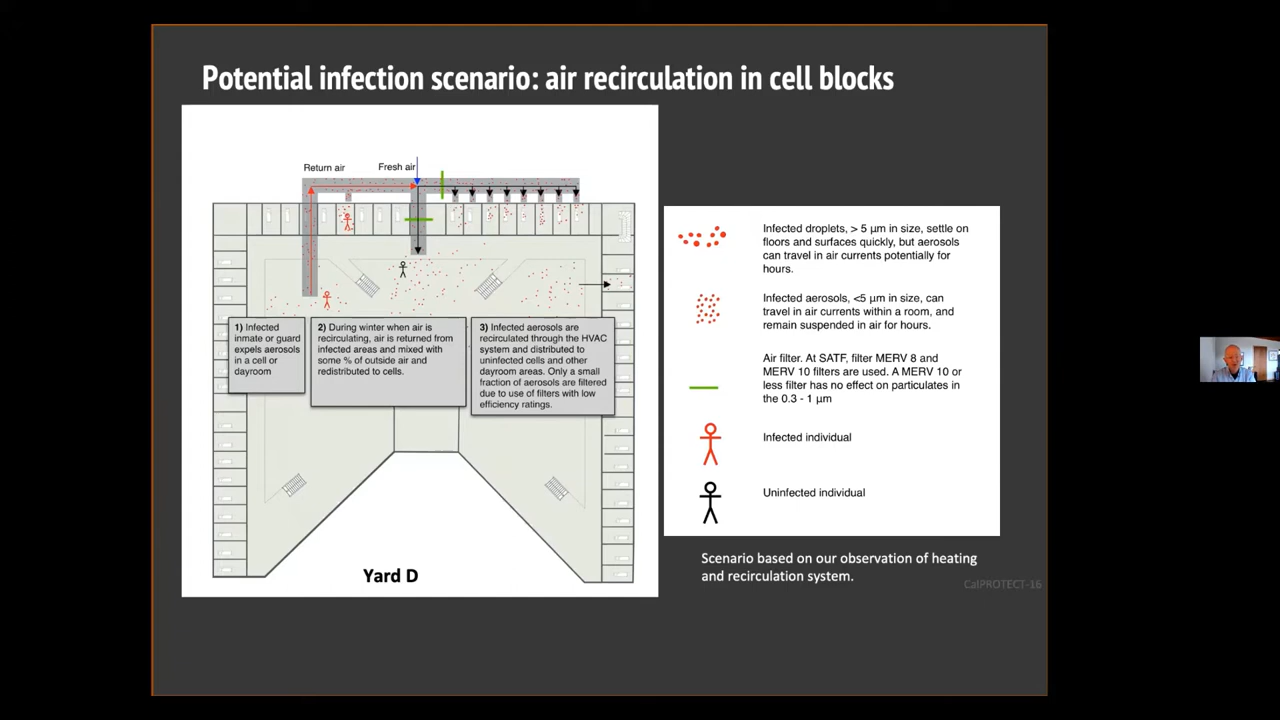 Potential infection scenario: air recirculation in cell blocks
Return air
Fresh air
1) Infected
inmate or guard
expels aerosols
in a cell or
dayroom
2) During winter when air is
recirculating, air is returned from
infected areas and mixed with
some % of outside air and
redistributed to cells.
3) Infected aerosols are
recirculated through the HVAC
system and distributed to
uninfected cells and other
dayroom areas. Only a small
fraction of aerosols are filtered
due to use of filters with low
efficiency ratings.
Yard D
Infected droplets, > 5 μm in size, settle on
floors and surfaces quickly, but aerosols
can travel in air currents potentially for
hours.
Infected aerosols, <5 μm in size, can
travel in air currents within a room, and
remain suspended in air for hours.
Air filter. At SATF, filter MERV 8 and
MERV 10 filters are used. A MERV 10 or
less filter has no effect on particulates in
the 0.3 - 1 μm
Infected individual
Uninfected individual
Scenario based on our observation of heating
and recirculation system.
CalPROTECT-16